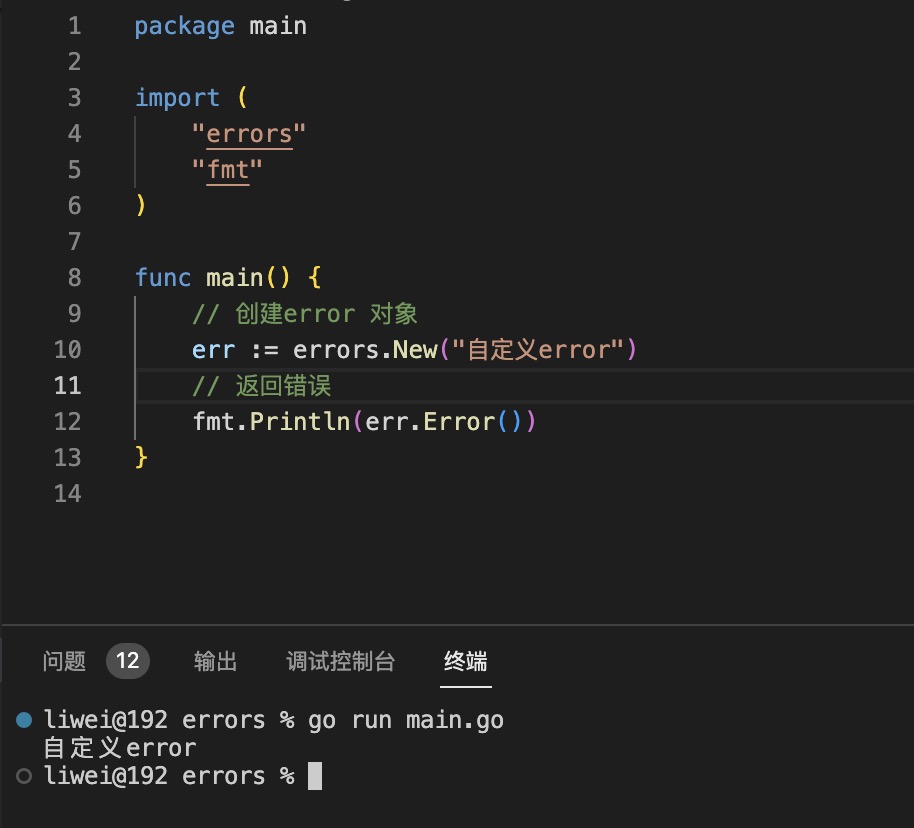 1 package main
2
3 import (
4 "errors"
5 "fmt"
6 )
7
8 func main() {
9 // 创建error 对象
10 err := errors.New("自定义error")
11 // 返回错误
12 fmt.Println(err.Error())
13 }
14
问题 12 输出 调试控制台 终端
liwei@192 errors % go run main.go
自定义error
liwei@192 errors %